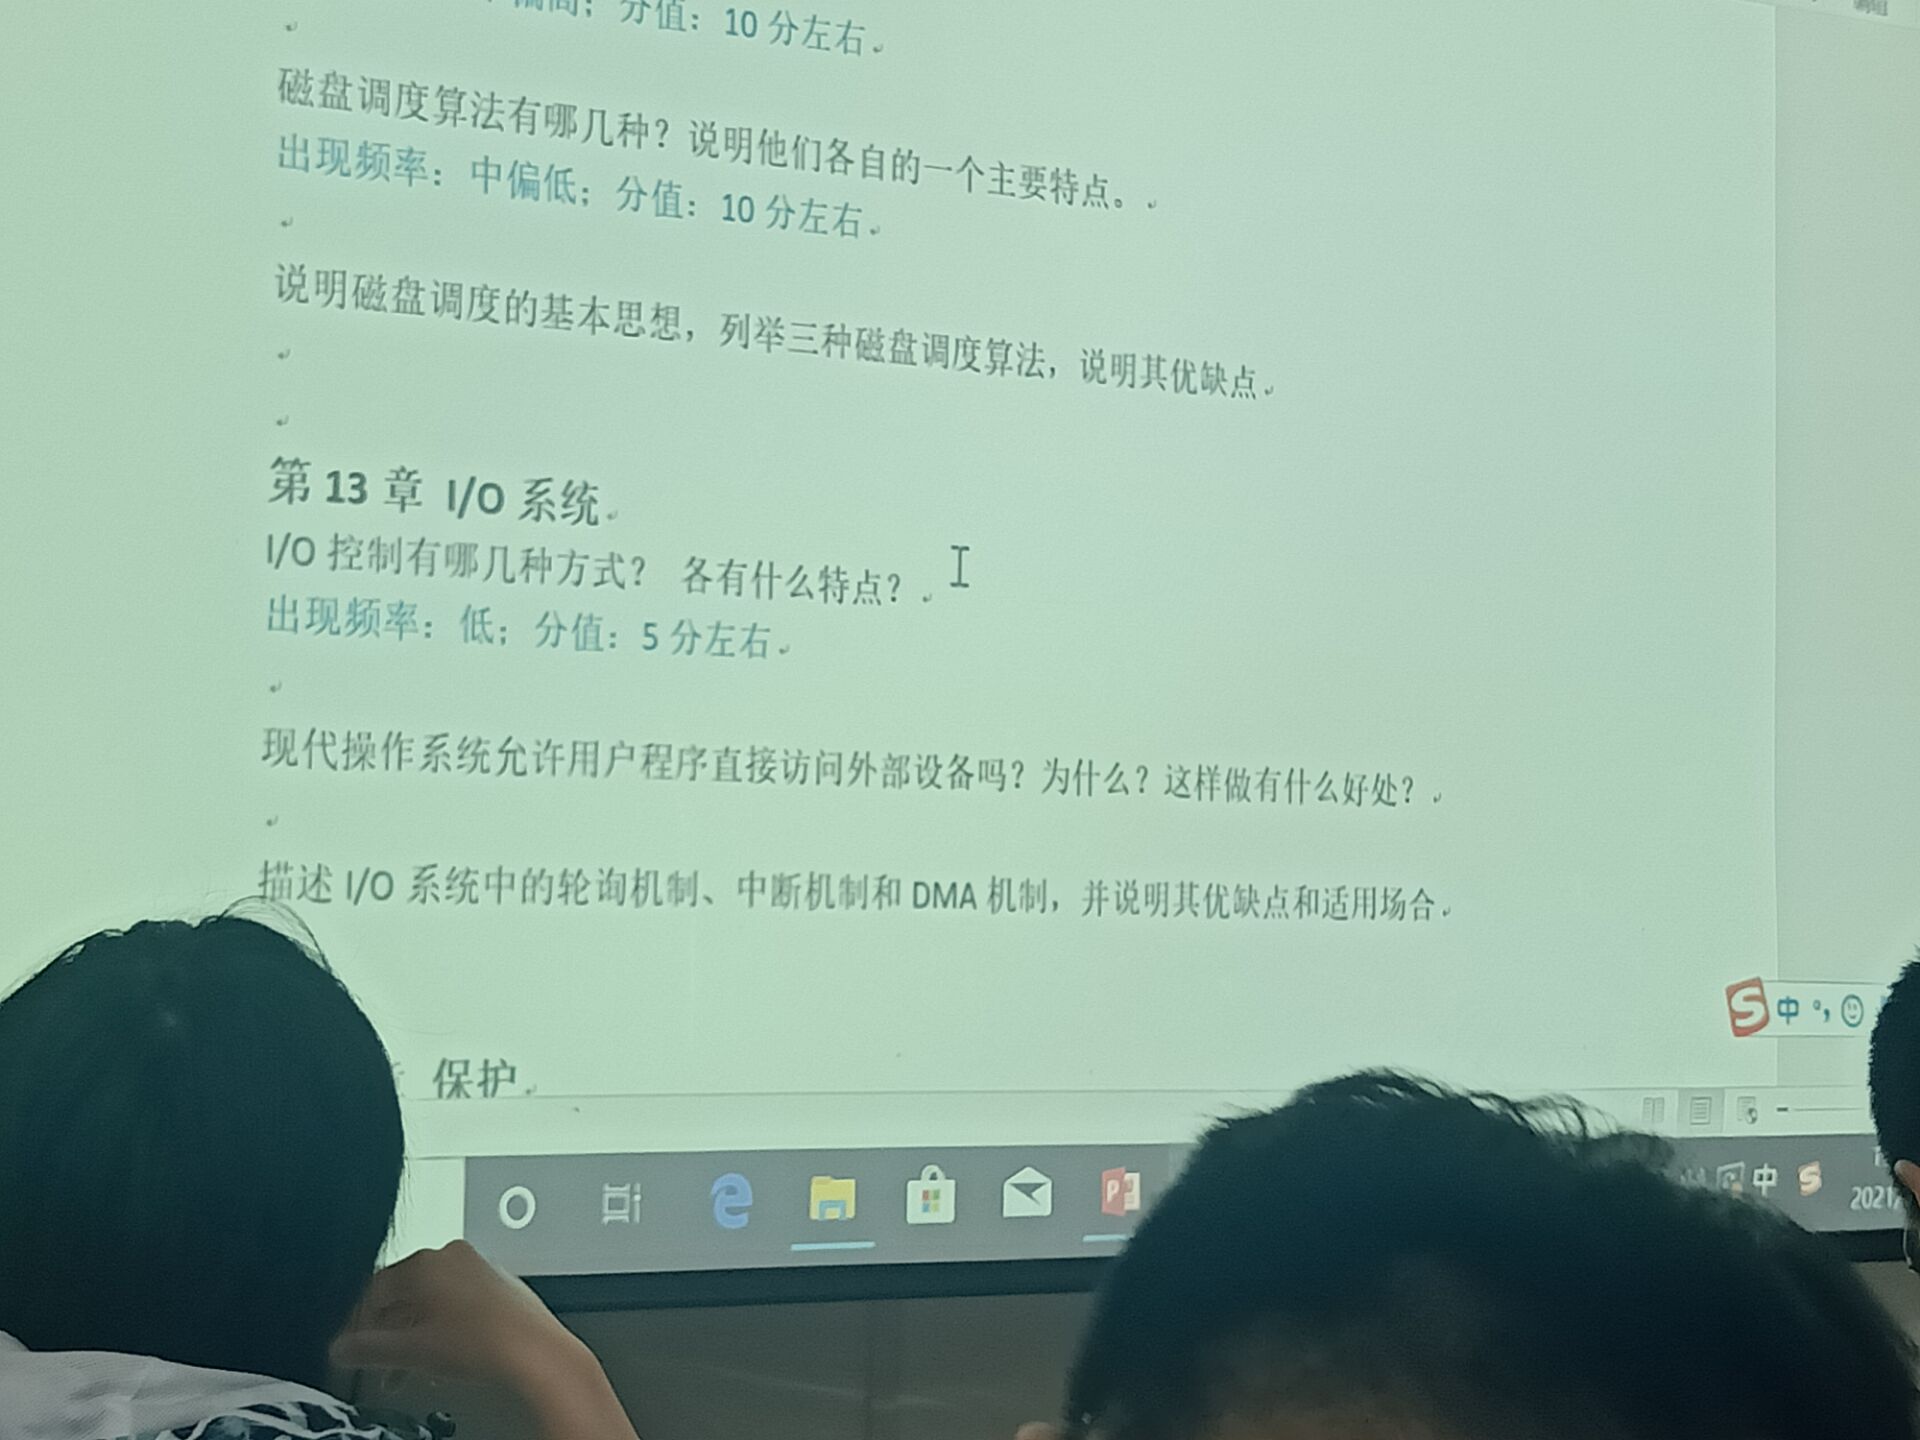 偏高；分值：10 分左右
磁盘调度算法有哪几种？说明他们各自的一个主要特点。
出现频率：中偏低；分值：10 分左右
说明磁盘调度的基本思想，列举三种磁盘调度算法，说明其优缺点
第 13 章 I/O 系统
I/O 控制有哪几种方式？ 各有什么特点？
出现频率：低；分值：5 分左右
现代操作系统允许用户程序直接访问外部设备吗？为什么？这样做有什么好处？
描述 I/O 系统中的轮询机制、中断机制和 DMA 机制，并说明其优缺点和适用场合
S 中 °，
保护
中 S
2021/